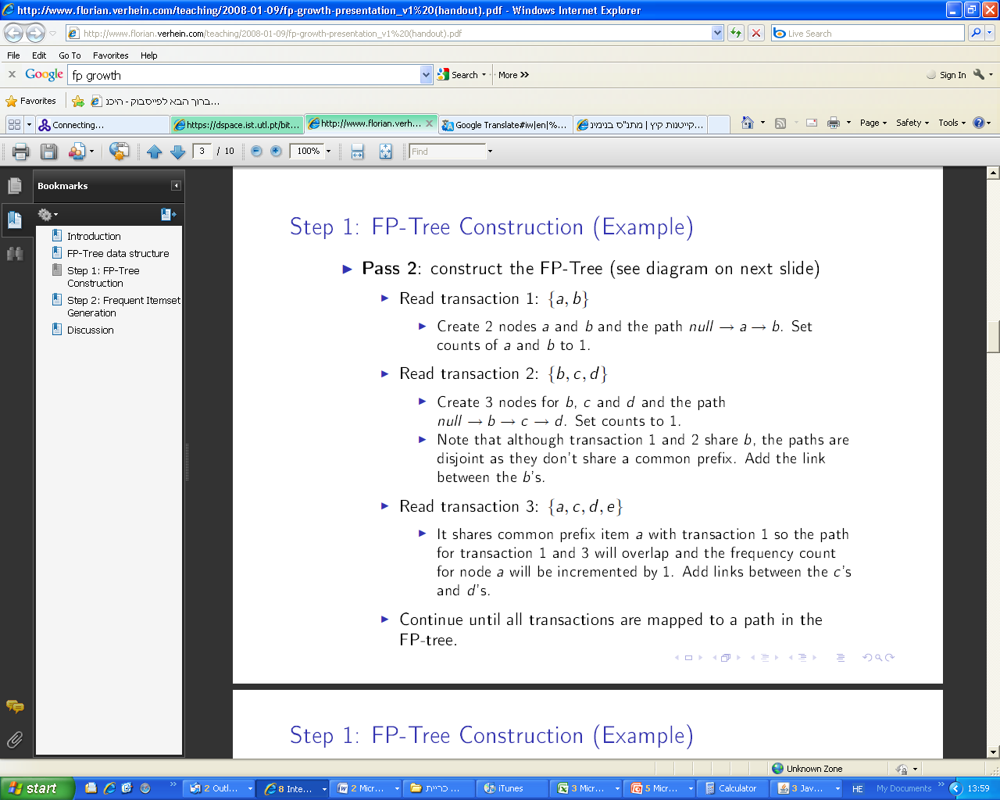 http://www.florian.verhein.com/teaching/2008-01-09/fp-growth-presentation_v1%20(handout).pdf - Windows Internet Explorer
http://www.florian.verhein.com/teaching/2008-01-09/fp-growth-presentation_v1%20(handout).pdf
Live Search
File Edit Go To Favorites Help
x Google fp growth Search More >> Sign In
Favorites ברוך הבא לפייסבוק - היכנ...
Connecting... https://dspace.ist.utl.pt/bit... http://www.florian.verh... Google Translate#iw|en|%... קייטנות קיץ | מתנ"ס בנימינ... Page Safety Tools
3 / 10 100% Find
Bookmarks
Introduction
FP-Tree data structure
Step 1: FP-Tree
Construction
Step 2: Frequent Itemset
Generation
Discussion
Step 1: FP-Tree Construction (Example)
Pass 2: construct the FP-Tree (see diagram on next slide)
Read transaction 1: {a, b}
Create 2 nodes a and b and the path null → a → b. Set
counts of a and b to 1.
Read transaction 2: {b, c, d}
Create 3 nodes for b, c and d and the path
null → b → c → d. Set counts to 1.
Note that although transaction 1 and 2 share b, the paths are
disjoint as they don't share a common prefix. Add the link
between the b's.
Read transaction 3: {a, c, d, e}
It shares common prefix item a with transaction 1 so the path
for transaction 1 and 3 will overlap and the frequency count
for node a will be incremented by 1. Add links between the c's
and d's.
Continue until all transactions are mapped to a path in the
FP-tree.
Step 1: FP-Tree Construction (Example)
Unknown Zone
start 2 Outl... 8 Inte... 2 Micr... כריית ... iTunes 3 Micr... 5 Micr... Calculator 3 Jav... HE My Documents 13:59